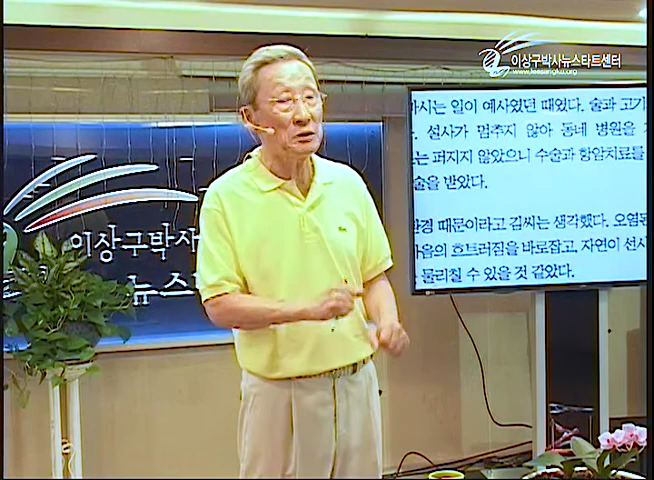 이상구박사뉴스타트센터
www.leesangku.org
마시는 일이 예사였던 때였다. 술과 고기
설사가 멈추지 않아 동네 병원을
는 퍼지지 않았으니 수술과 항암치료를
술을 받았다.
환경 때문이라고 김씨는 생각했다. 오염된
마음의 흐트러짐을 바로잡고, 자연이 선사
물리칠 수 있을 것 같았다.
이상구박사
뉴스